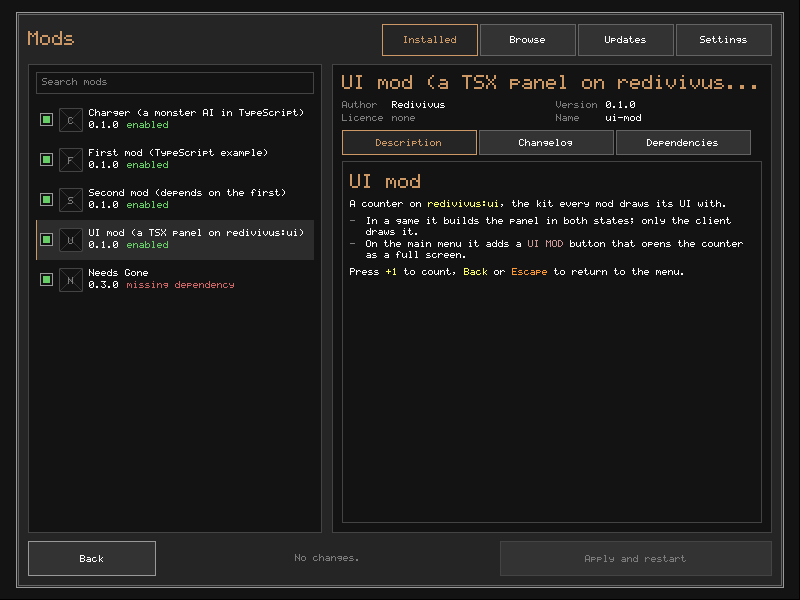 Mods
Installed
Browse
Updates
Settings
Search mods
C
Charger (a monster AI in TypeScript)
0.1.0 enabled
F
First mod (TypeScript example)
0.1.0 enabled
S
Second mod (depends on the first)
0.1.0 enabled
U
UI mod (a TSX panel on redivivus:ui)
0.1.0 enabled
N
Needs Gone
0.3.0 missing dependency
UI mod (a TSX panel on redivivus...
Author Redivivus
Version 0.1.0
Licence none
Name ui-mod
Description
Changelog
Dependencies
UI mod
A counter on redivivus:ui, the kit every mod draws its UI with.
- In a game it builds the panel in both states; only the client
draws it.
- On the main menu it adds a UI MOD button that opens the counter
as a full screen.
Press +1 to count, Back or Escape to return to the menu.
Back
No changes.
Apply and restart